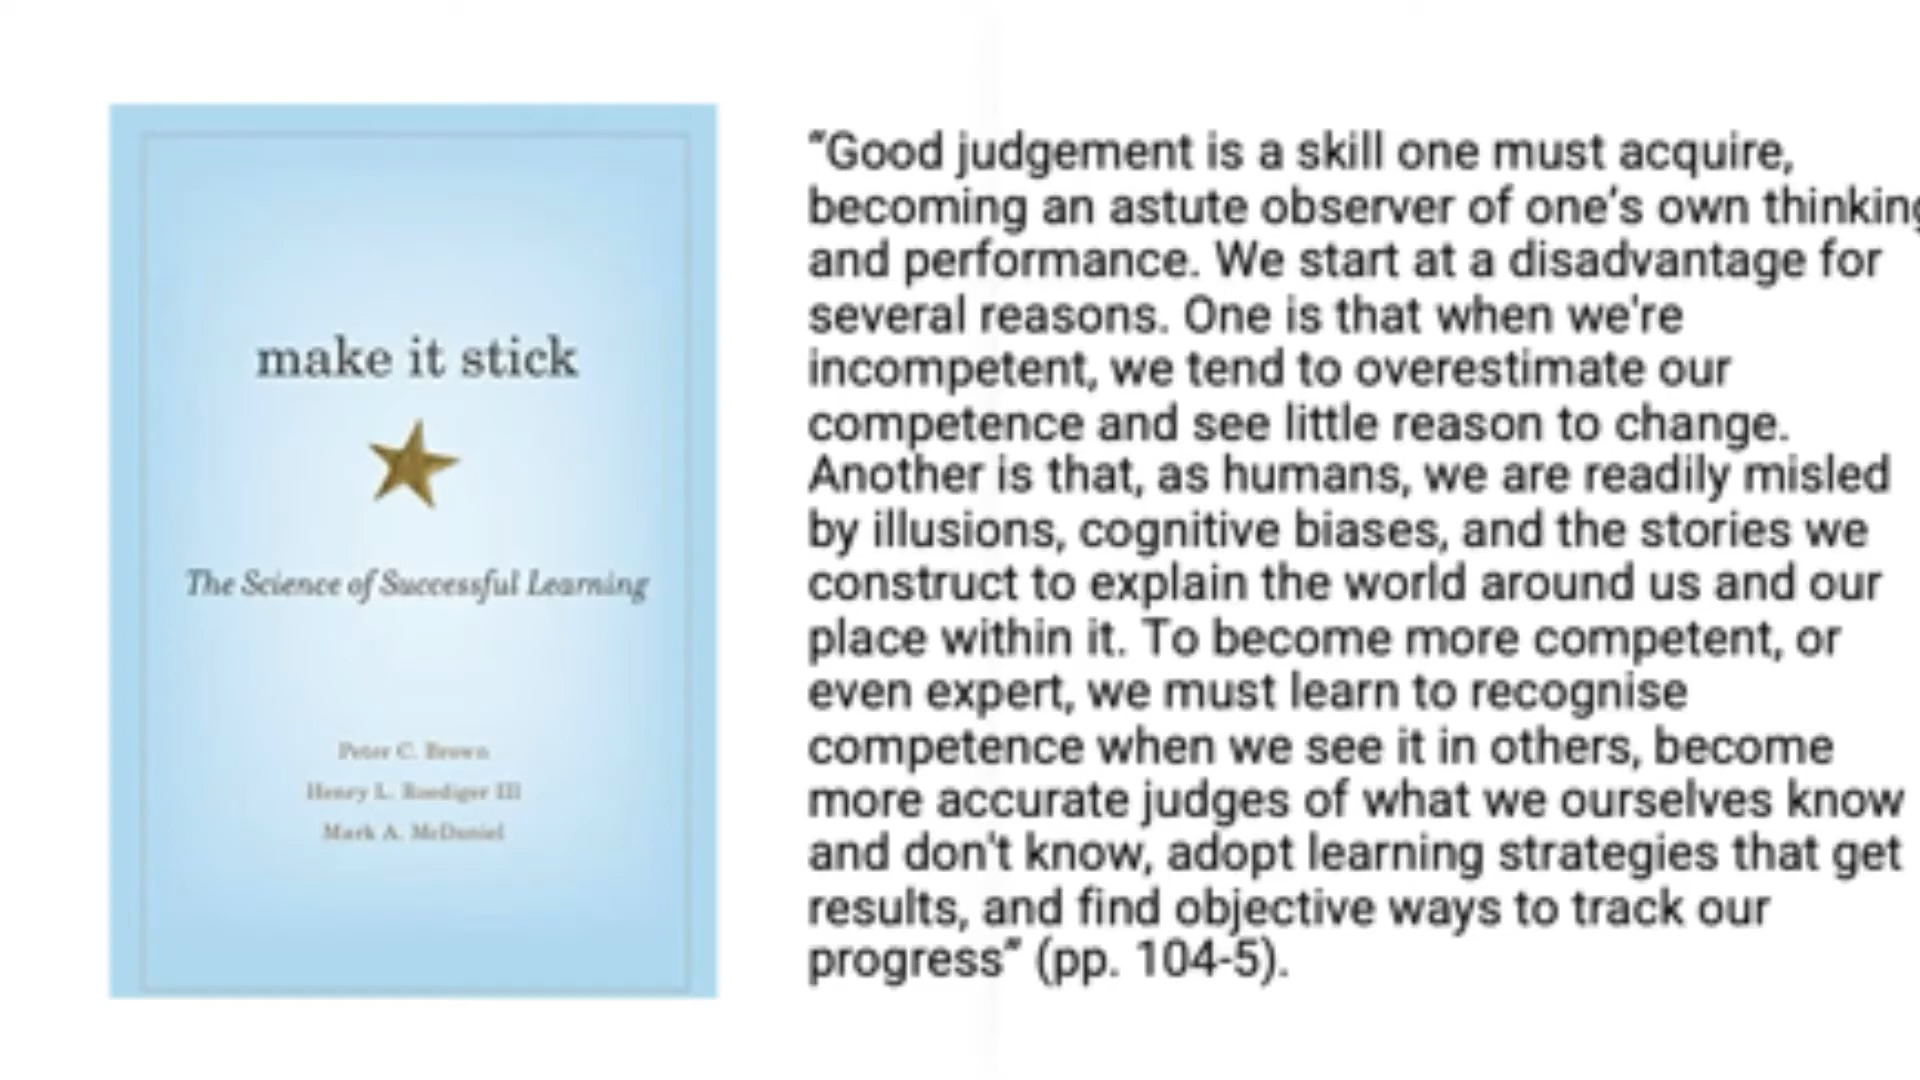 make it stick
The Science of Successful Learning
Peter C. Brown
Henry L. Roediger III
Mark A. McDaniel
“Good judgement is a skill one must acquire,
becoming an astute observer of one’s own thinking
and performance. We start at a disadvantage for
several reasons. One is that when we're
incompetent, we tend to overestimate our
competence and see little reason to change.
Another is that, as humans, we are readily misled
by illusions, cognitive biases, and the stories we
construct to explain the world around us and our
place within it. To become more competent, or
even expert, we must learn to recognise
competence when we see it in others, become
more accurate judges of what we ourselves know
and don't know, adopt learning strategies that get
results, and find objective ways to track our
progress” (pp. 104-5).